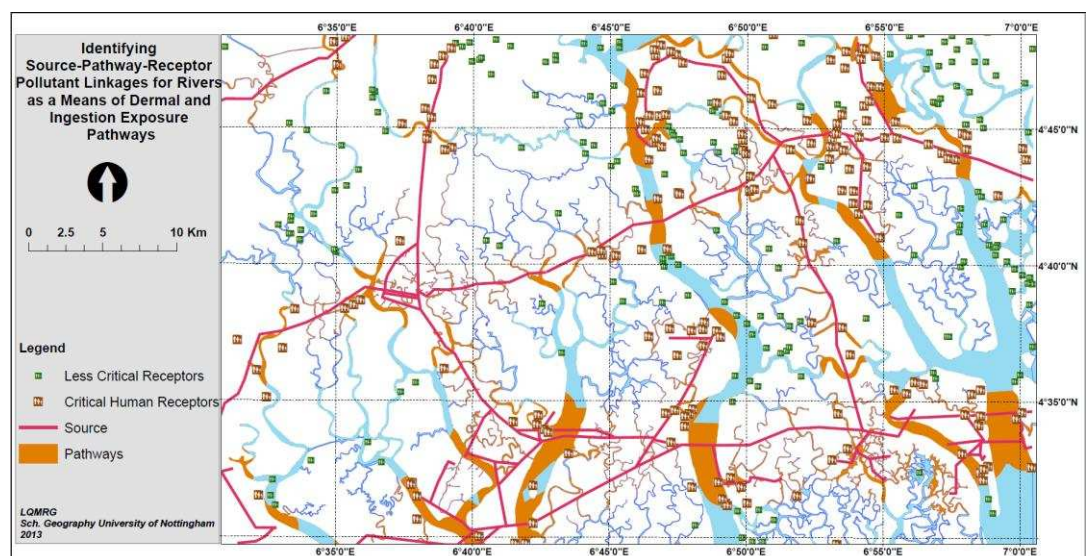 Identifying
Source-Pathway-Receptor
Pollutant Linkages for Rivers
as a Means of Dermal and
Ingestion Exposure
Pathways
0 2.5 5 10 Km
Legend
Less Critical Receptors
Critical Human Receptors
Source
Pathways
LQMRG
Sch. Geography University of Nottingham
2013
6°35'0"E 6°40'0"E 6°45'0"E 6°50'0"E 6°55'0"E 7°0'0"E
4°45'0"N
4°40'0"N
4°35'0"N
6°35'0"E 6°40'0"E 6°45'0"E 6°50'0"E 6°55'0"E 7°0'0"E